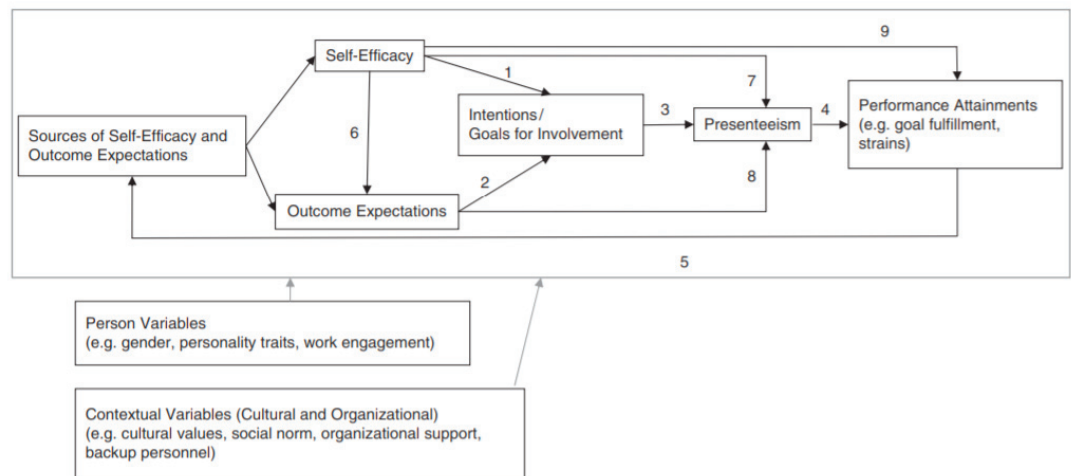 9
Self-Efficacy
1
7
Intentions/
Goals for Involvement
3
Presenteeism
4
Performance Attainments
(e.g. goal fulfillment,
strains)
Sources of Self-Efficacy and
Outcome Expectations
6
2
8
Outcome Expectations
5
Person Variables
(e.g. gender, personality traits, work engagement)
Contextual Variables (Cultural and Organizational)
(e.g. cultural values, social norm, organizational support,
backup personnel)